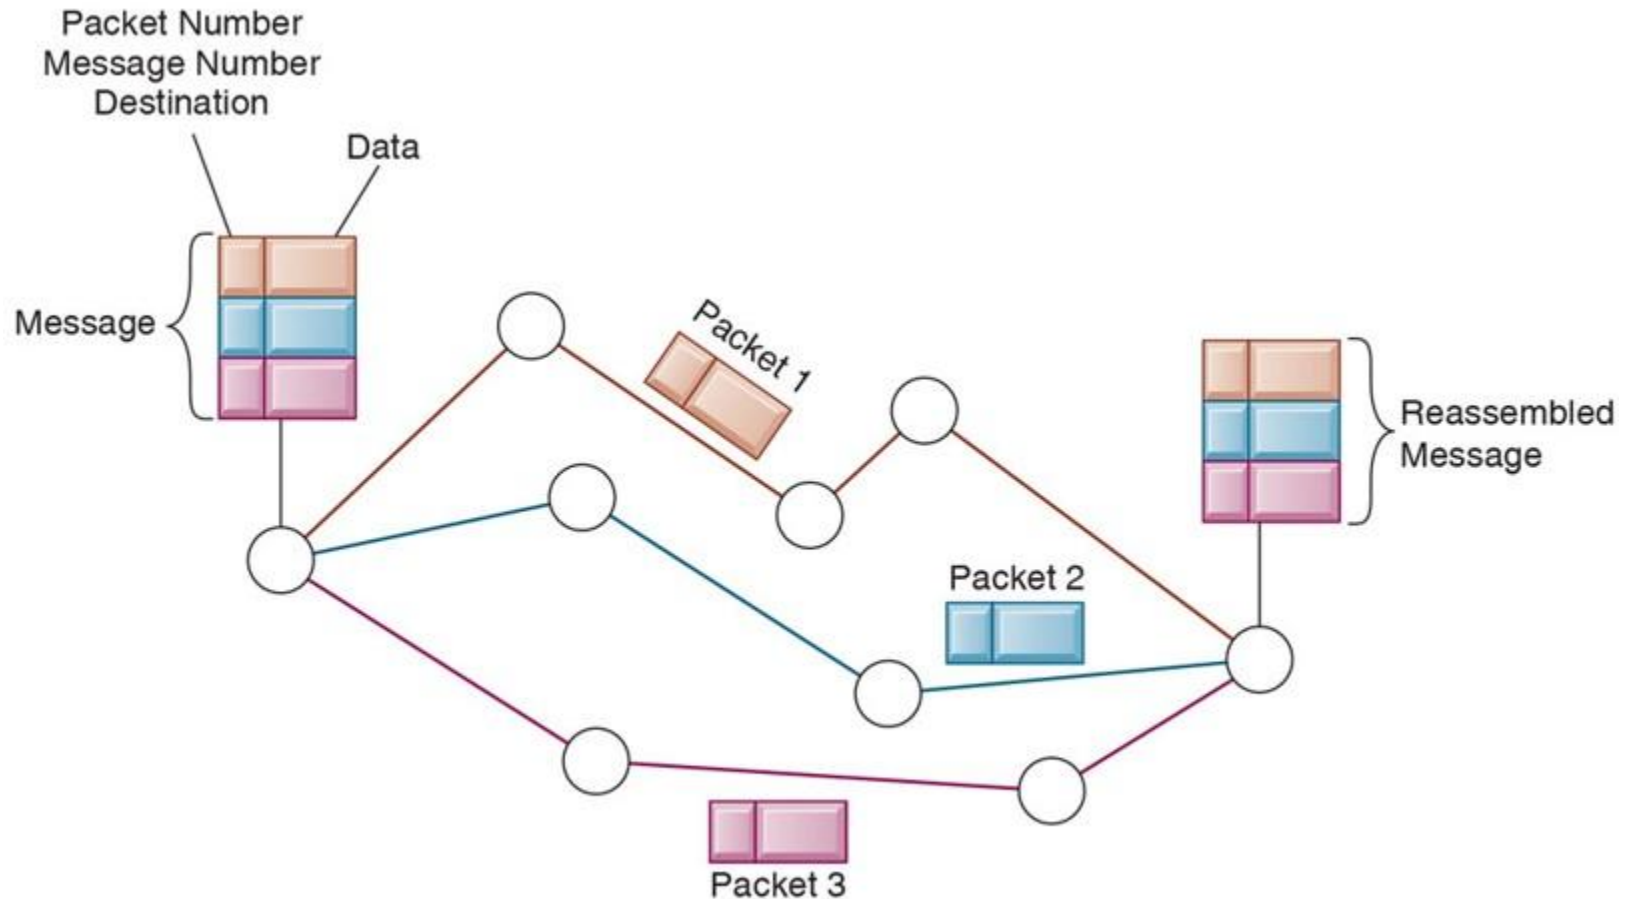 Packet Number
Message Number
Destination
Data
Message
Packet 1
Reassembled
Message
Packet 2
Packet 3